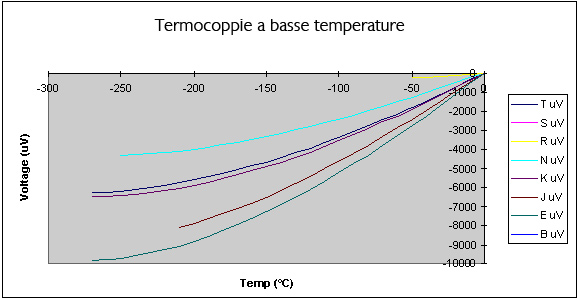 Termocoppie a basse temperature
-300 -250 -200 -150 -100 -50 0
0
-1000
-2000
-3000
-4000
-5000
-6000
-7000
-8000
-9000
-10000
Voltage (uV)
Temp (°C)
T uV
S uV
R uV
N uV
K uV
J uV
E uV
B uV